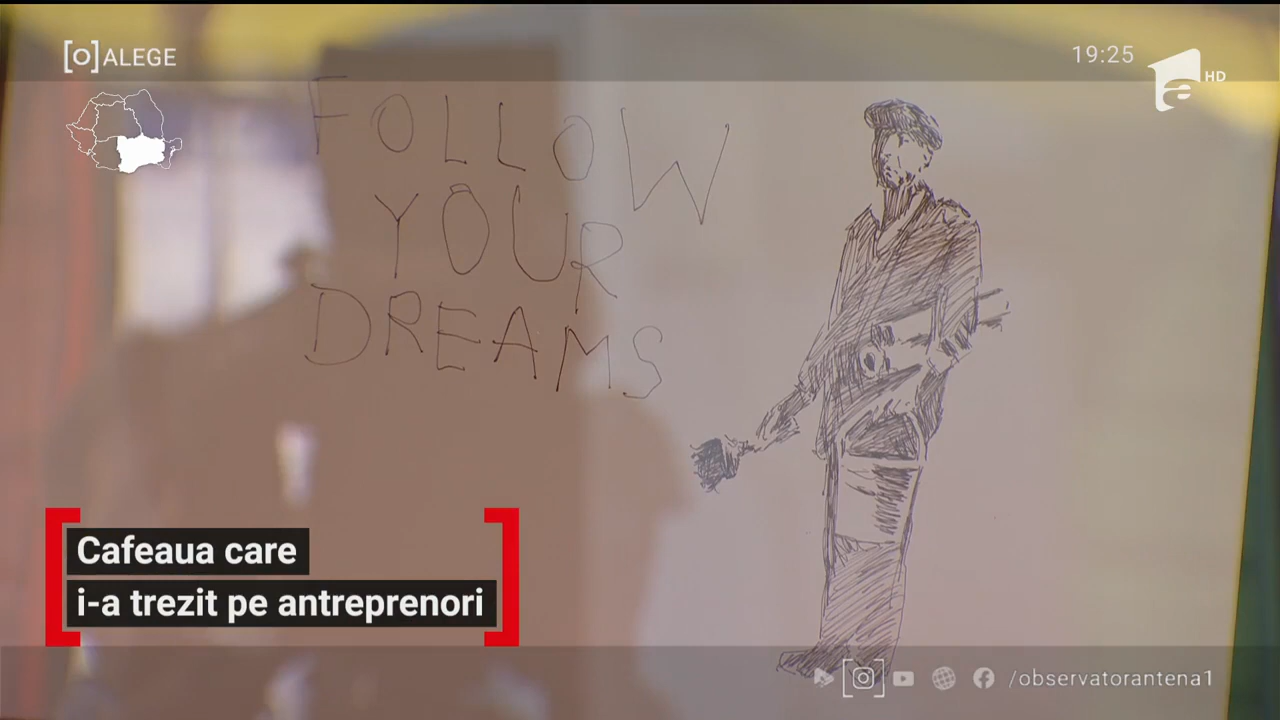 [O] ALEGE
19:25
HD
FOLLOW
YOUR
DREAMS
Cafeaua care
i-a trezit pe antreprenori
/observatorantena1